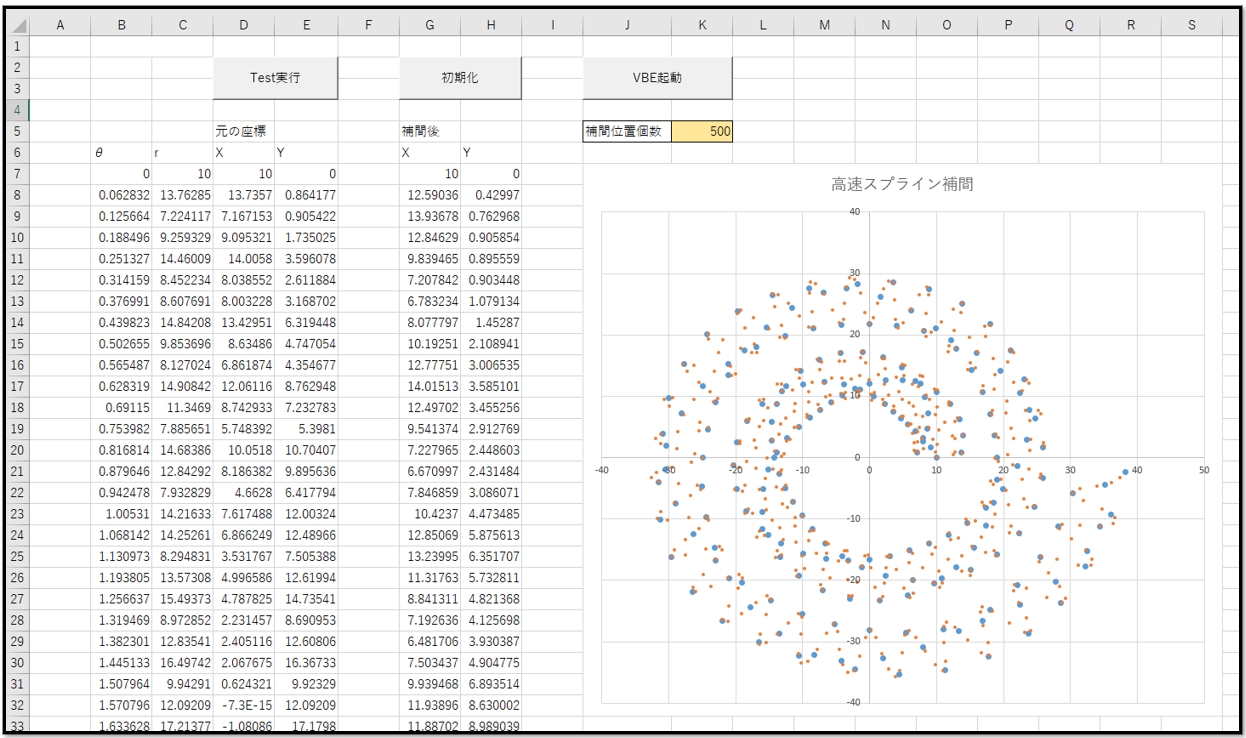 A B C D E F G H I J K L M N O P Q R S
1
2 Test実行 初期化 VBE起動
3
4
5 元の座標 補間後 補間位置個数 500
6 θ r X Y X Y
7 0 10 10 0 10 0
8 0.062832 13.76285 13.7357 0.864177 12.59036 0.42997
9 0.125664 7.224117 7.167153 0.905422 13.93678 0.762968
10 0.188496 9.259329 9.095321 1.735025 12.84629 0.905854
11 0.251327 14.46009 14.0058 3.596078 9.839465 0.895559
12 0.314159 8.452234 8.038552 2.611884 7.207842 0.903448
13 0.376991 8.607691 8.003228 3.168702 6.783234 1.079134
14 0.439823 14.84208 13.42951 6.319448 8.077797 1.45287
15 0.502655 9.853696 8.63486 4.747054 10.19251 2.108941
16 0.565487 8.127024 6.861874 4.354677 12.77751 3.006535
17 0.628319 14.90842 12.06116 8.762948 14.01513 3.585101
18 0.69115 11.3469 8.742933 7.232783 12.49702 3.455256
19 0.753982 7.885651 5.748392 5.3981 9.541374 2.912769
20 0.816814 14.68386 10.0518 10.70407 7.227965 2.448603
21 0.879646 12.84292 8.186382 9.895636 6.670997 2.431484
22 0.942478 7.932829 4.6628 6.417794 7.846859 3.086071
23 1.00531 14.21633 7.617488 12.00324 10.4237 4.473485
24 1.068142 14.25261 6.866249 12.48966 12.85069 5.875613
25 1.130973 8.294831 3.531767 7.505388 13.23995 6.351707
26 1.193805 13.57308 4.996586 12.61994 11.31763 5.732811
27 1.256637 15.49373 4.787825 14.73541 8.841311 4.821368
28 1.319469 8.972852 2.231457 8.690953 7.192636 4.125698
29 1.382301 12.83541 2.405116 12.60806 6.481706 3.930387
30 1.445133 16.49742 2.067675 16.36733 7.503437 4.904775
31 1.507964 9.94291 0.624321 9.92329 9.939468 6.893514
32 1.570796 12.09209 -7.3E-15 12.09209 11.93896 8.630002
33 1.633628 17.21377 -1.08086 17.1798 11.88702 8.989039
高速スプライン補間
40
30
20
10
0
-40 -30 -20 -10 0 10 20 30 40 50
-10
-20
-30
-40